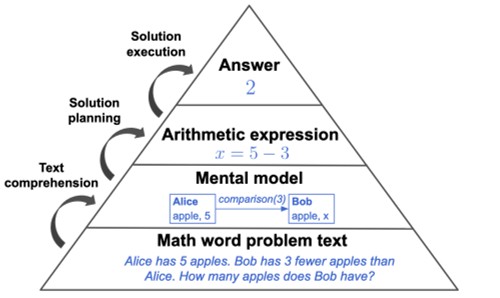 Solution
execution
Answer
2
Solution
planning
Arithmetic expression
x = 5 − 3
Text
comprehension
Mental model
Alice
apple, 5
comparison(3)
Bob
apple, x
Math word problem text
Alice has 5 apples. Bob has 3 fewer apples than
Alice. How many apples does Bob have?